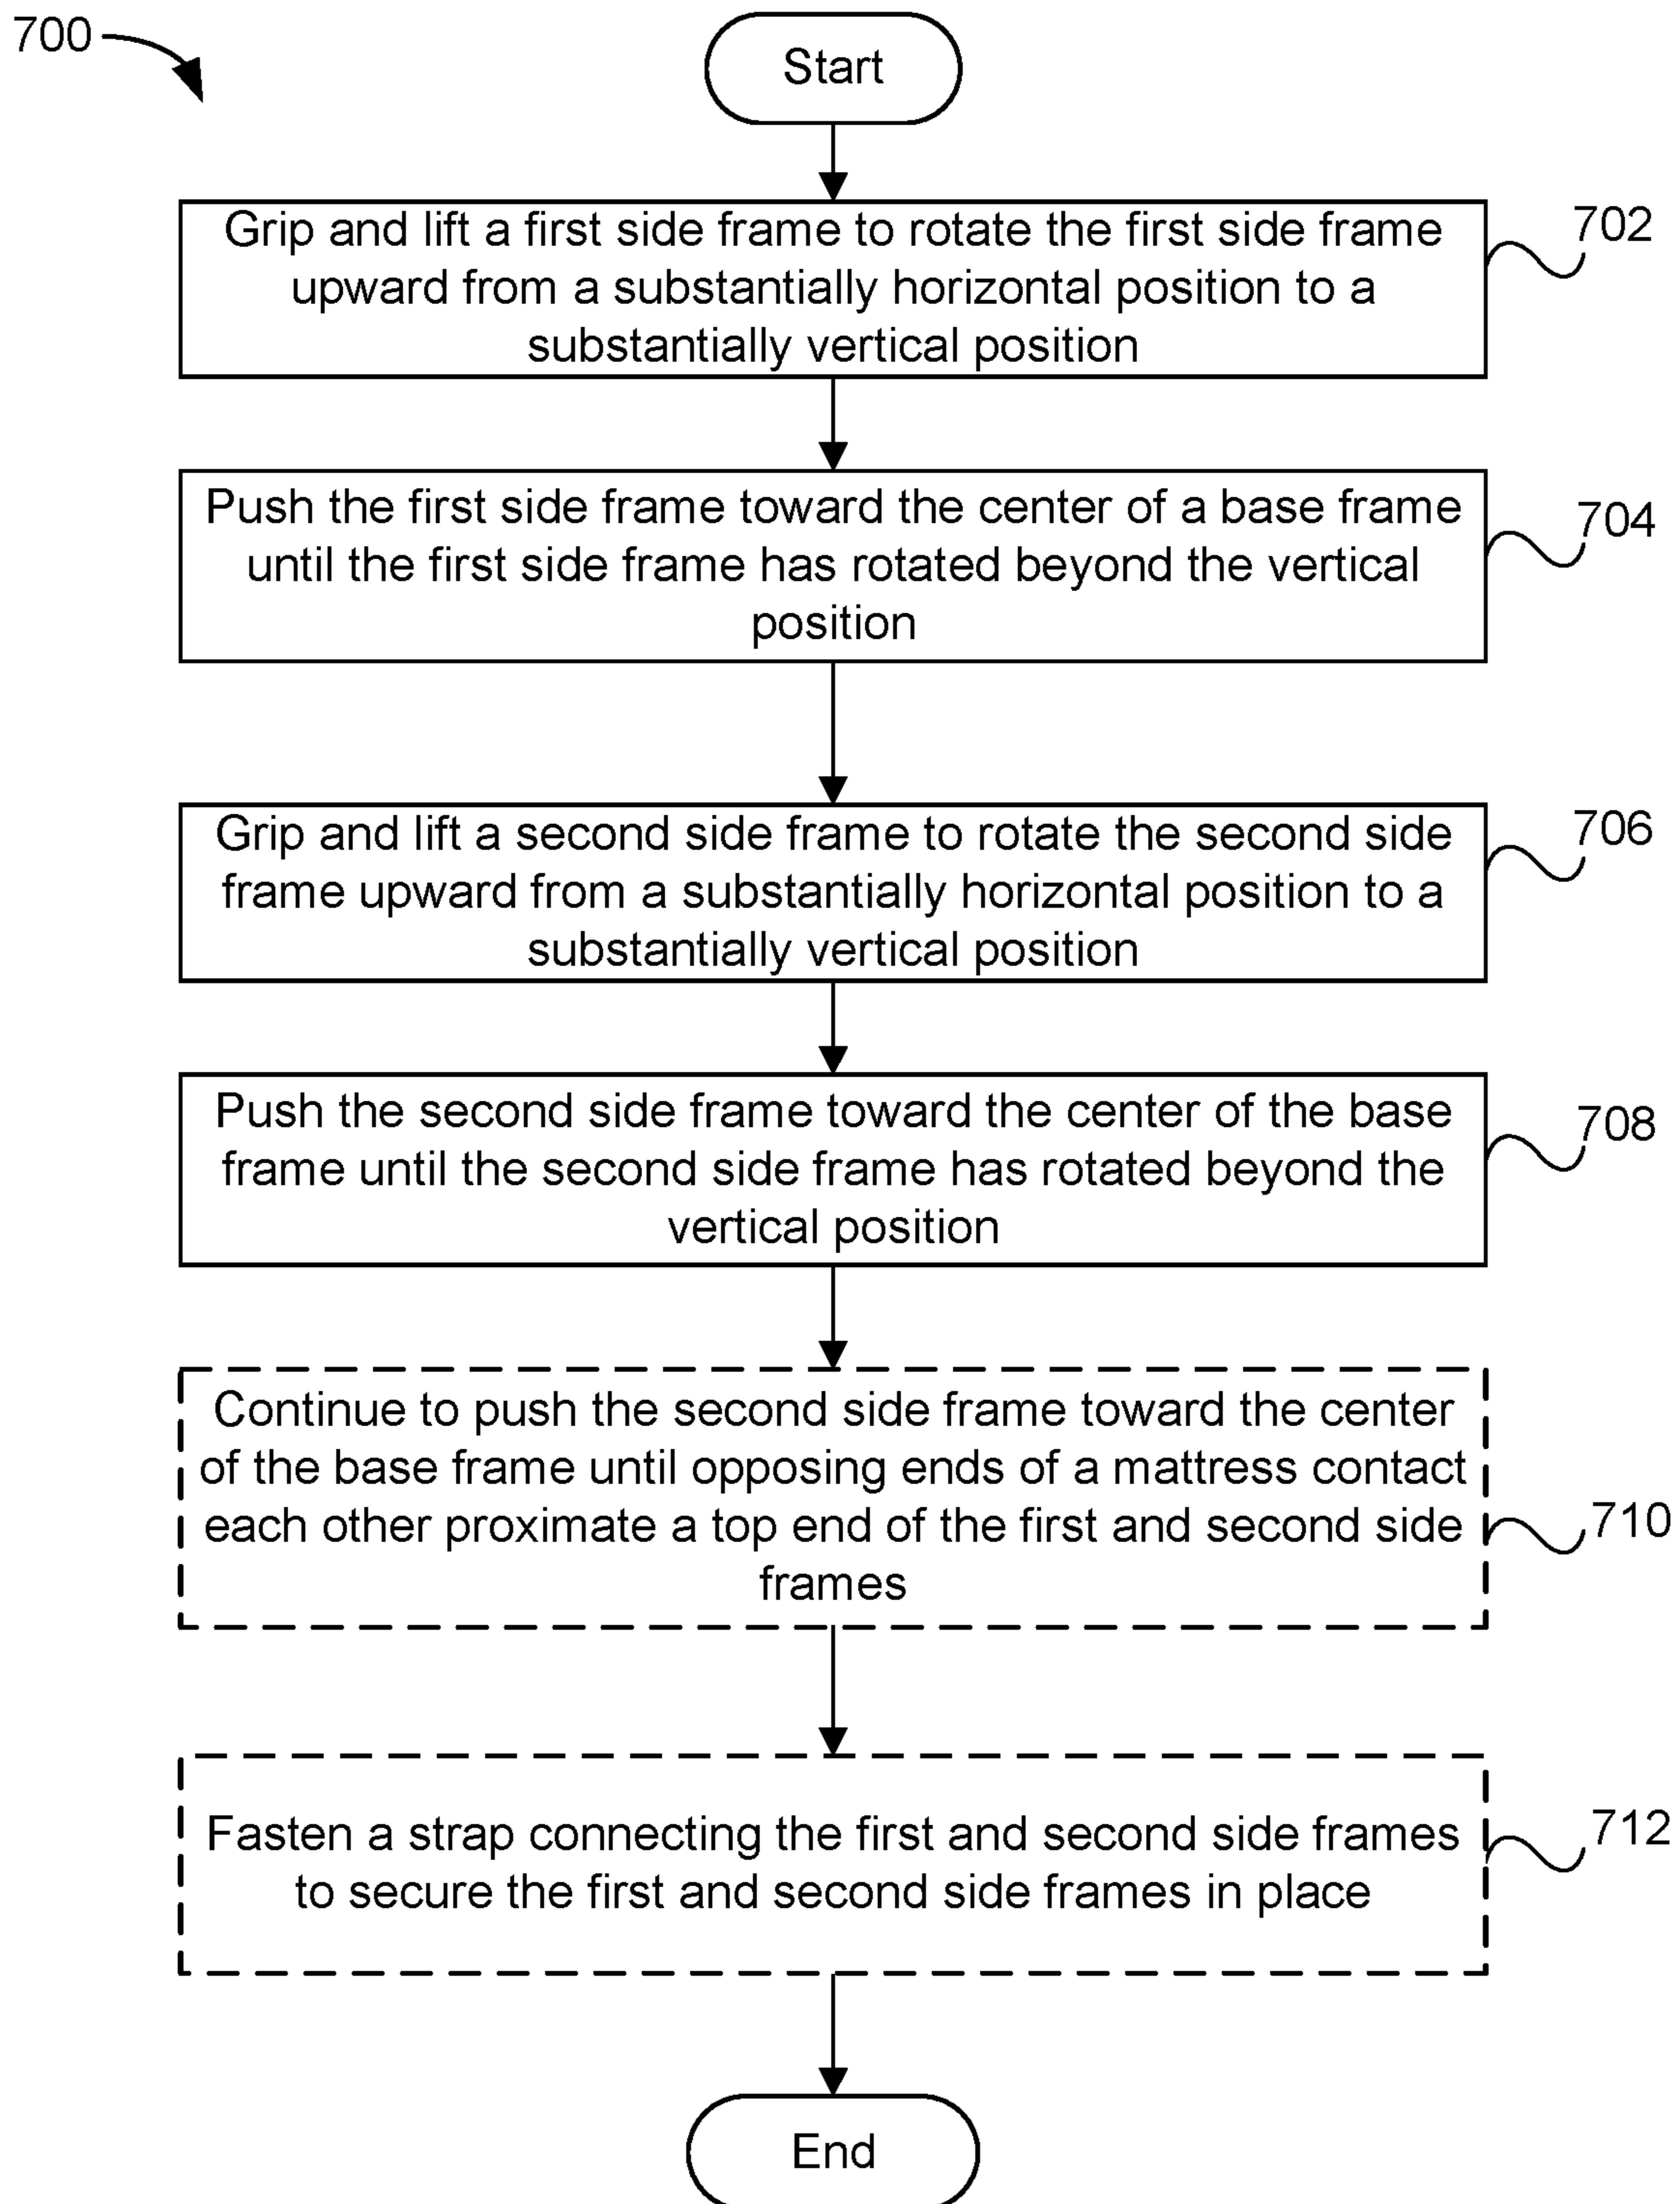 700
Start
Grip and lift a first side frame to rotate the first side frame
upward from a substantially horizontal position to a
substantially vertical position
702
Push the first side frame toward the center of a base frame
until the first side frame has rotated beyond the vertical
position
704
Grip and lift a second side frame to rotate the second side
frame upward from a substantially horizontal position to a
substantially vertical position
706
Push the second side frame toward the center of the base
frame until the second side frame has rotated beyond the
vertical position
708
Continue to push the second side frame toward the center
of the base frame until opposing ends of a mattress contact
each other proximate a top end of the first and second side
frames
710
Fasten a strap connecting the first and second side frames
to secure the first and second side frames in place
712
End